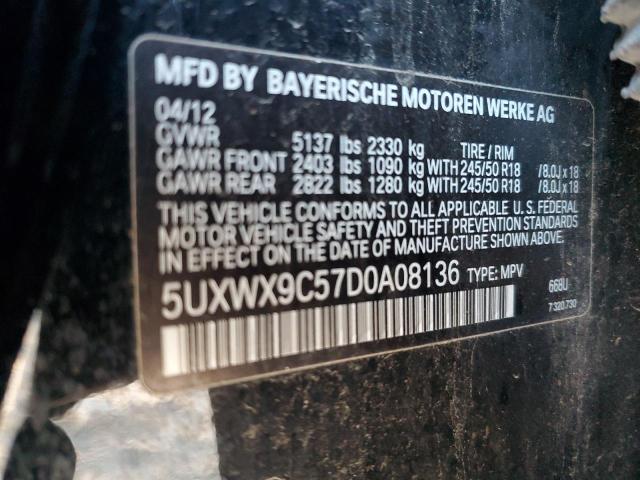 MFD BY BAYERISCHE MOTOREN WERKE AG
04/12
GVWR 5137 lbs 2330 kg TIRE / RIM
GAWR FRONT 2403 lbs 1090 kg WITH 245/50 R18 / 8.0J x 18
GAWR REAR 2822 lbs 1280 kg WITH 245/50 R18 / 8.0J x 18
THIS VEHICLE CONFORMS TO ALL APPLICABLE U. S. FEDERAL
MOTOR VEHICLE SAFETY AND THEFT PREVENTION STANDARDS
IN EFFECT ON THE DATE OF MANUFACTURE SHOWN ABOVE.
5UXWX9C57D0A08136 TYPE: MPV 668U
7 320 730